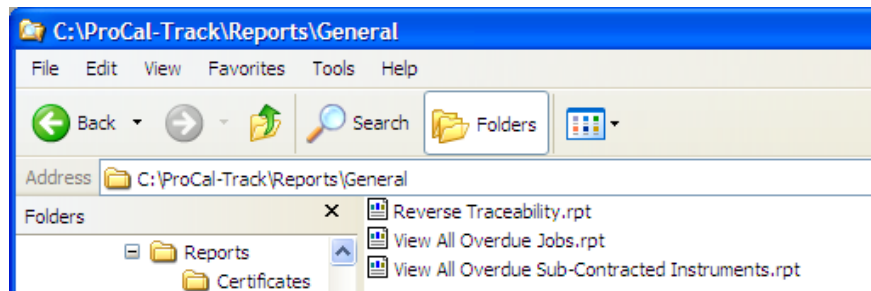 C:\ProCal-Track\Reports\General
File Edit View Favorites Tools Help
Back Search Folders
Address C:\ProCal-Track\Reports\General
Folders x
Reverse Traceability.rpt
View All Overdue Jobs.rpt
View All Overdue Sub-Contracted Instruments.rpt
Reports
Certificates